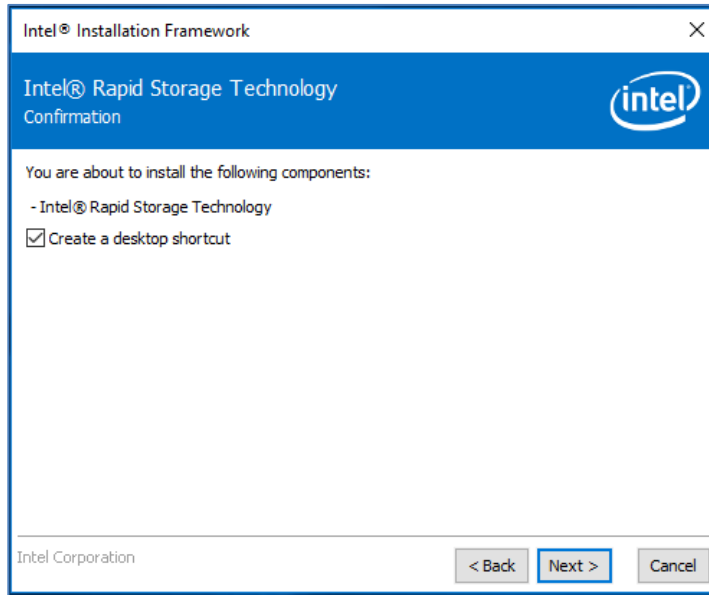 Intel® Installation Framework
Intel® Rapid Storage Technology
Confirmation
intel
You are about to install the following components:
- Intel® Rapid Storage Technology
Create a desktop shortcut
Intel Corporation
< Back
Next >
Cancel